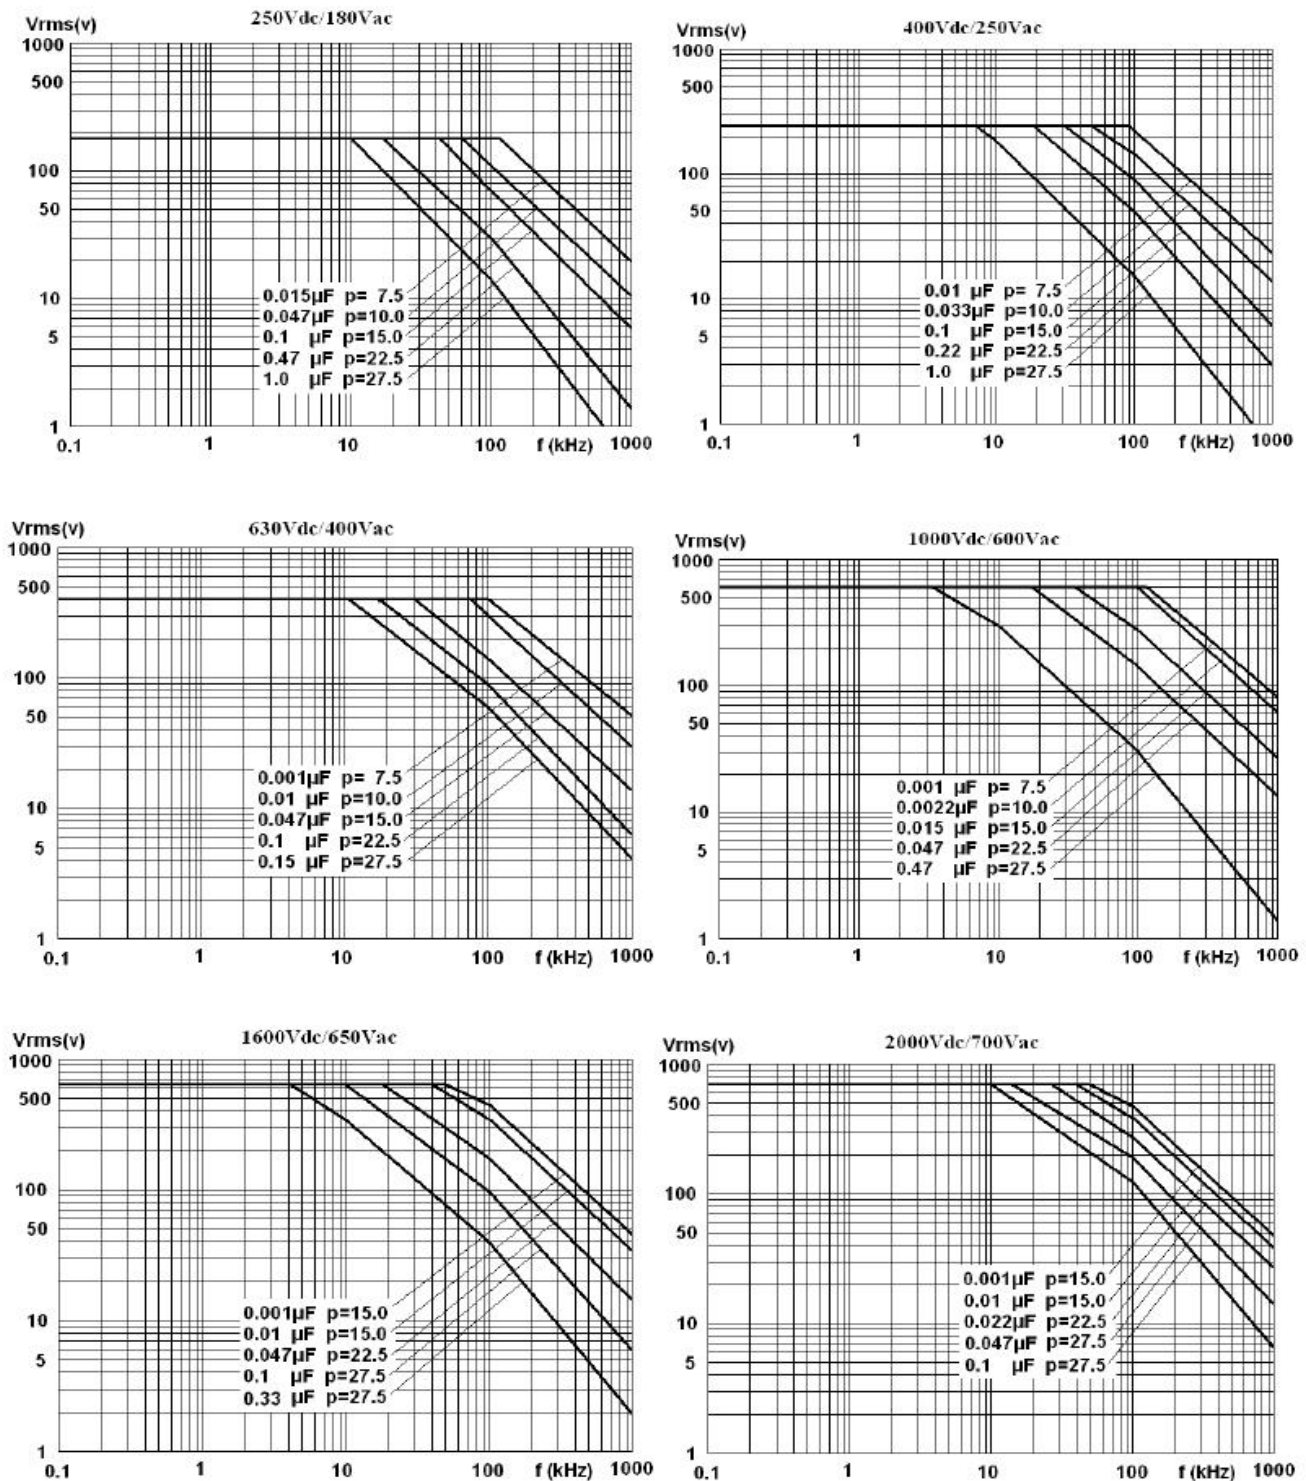 250Vdc/180Vac
Vrms(v)
1000
500
100
50
10
5
1
0.015µF p= 7.5
0.047µF p=10.0
0.1 µF p=15.0
0.47 µF p=22.5
1.0 µF p=27.5
0.1 1 10 100 f (kHz) 1000
400Vdc/250Vac
Vrms(v)
1000
500
100
50
10
5
1
0.01 µF p= 7.5
0.033µF p=10.0
0.1 µF p=15.0
0.22 µF p=22.5
1.0 µF p=27.5
0.1 1 10 100 f (kHz) 1000
630Vdc/400Vac
Vrms(v)
1000
500
100
50
10
5
1
0.001µF p= 7.5
0.01 µF p=10.0
0.047µF p=15.0
0.1 µF p=22.5
0.15 µF p=27.5
0.1 1 10 100 f (kHz) 1000
1000Vdc/600Vac
Vrms(v)
1000
500
100
50
10
5
1
0.001 µF p= 7.5
0.0022µF p=10.0
0.015 µF p=15.0
0.047 µF p=22.5
0.47 µF p=27.5
0.1 1 10 100 f (kHz) 1000
1600Vdc/650Vac
Vrms(v)
1000
500
100
50
10
5
1
0.001µF p=15.0
0.01 µF p=15.0
0.047µF p=22.5
0.1 µF p=27.5
0.33 µF p=27.5
0.1 1 10 100 f (kHz) 1000
2000Vdc/700Vac
Vrms(v)
1000
500
100
50
10
5
1
0.001µF p=15.0
0.01 µF p=15.0
0.022µF p=22.5
0.047µF p=27.5
0.1 µF p=27.5
0.1 1 10 100 f (kHz) 1000